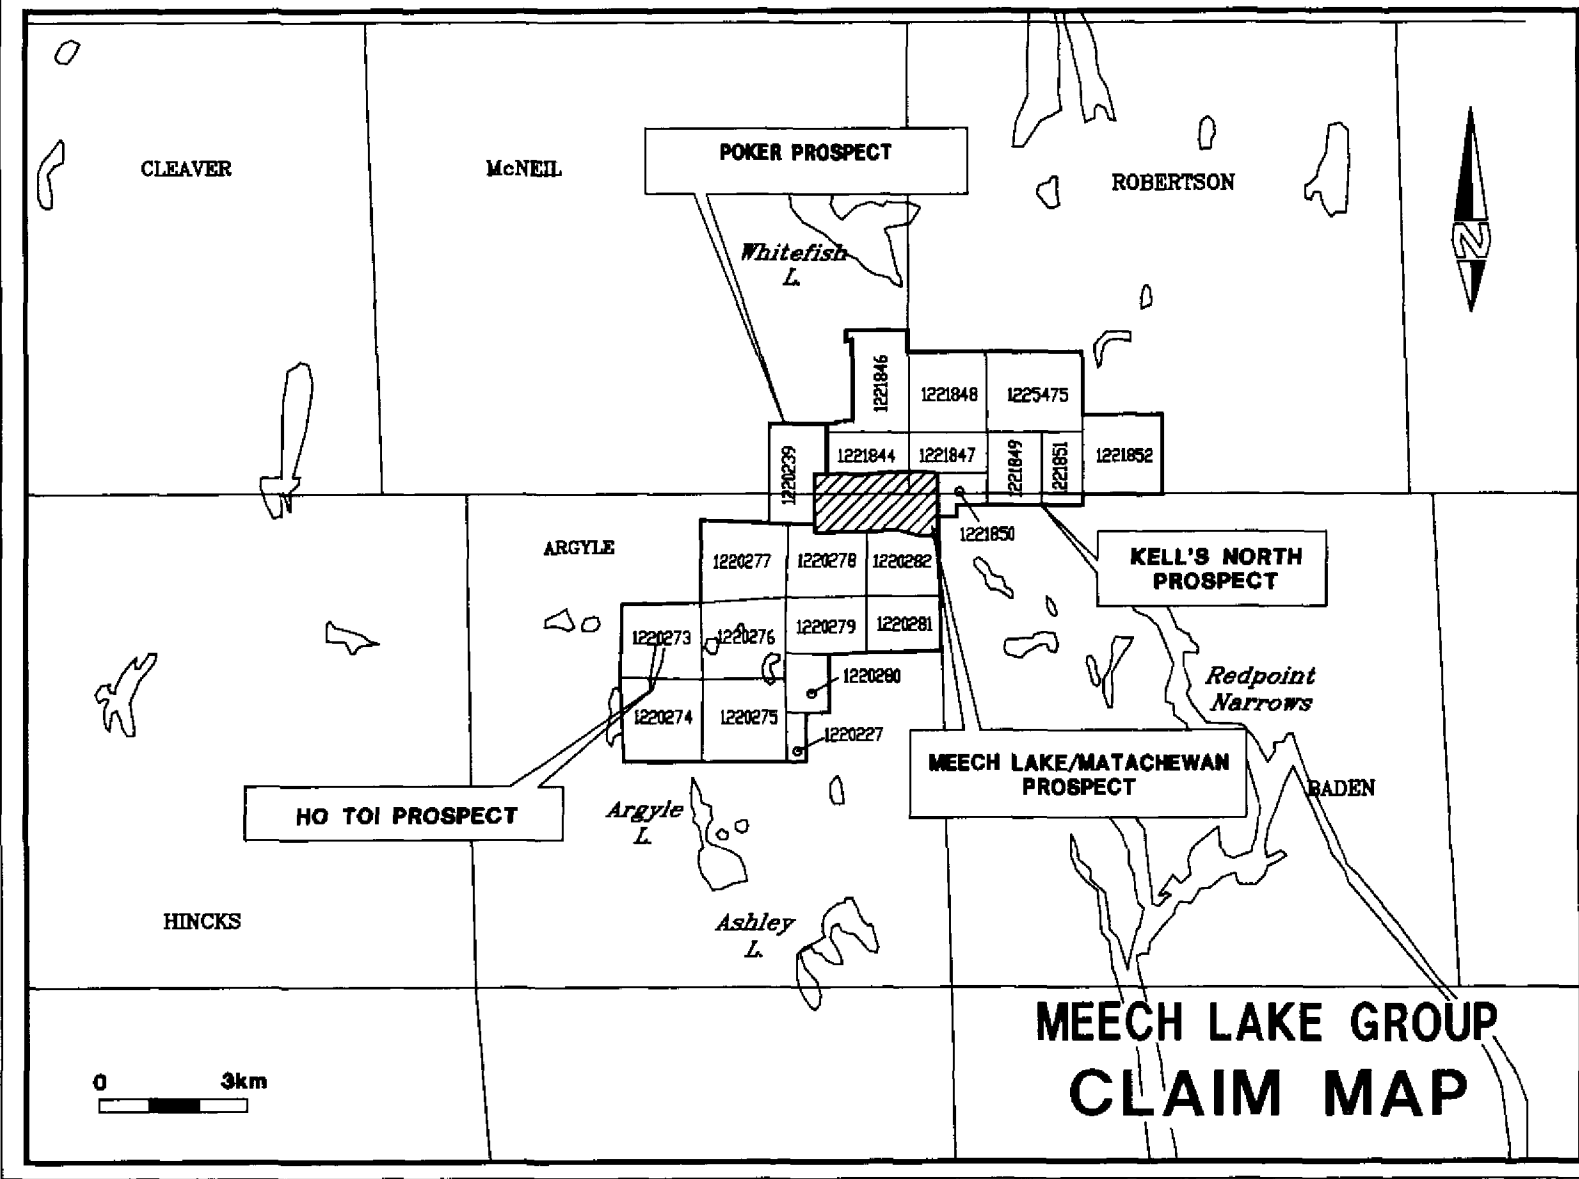 POKER PROSPECT
CLEAVER
McNEIL
ROBERTSON
Whitefish
L.
N
1221846
1221848
1225475
1220239
1221844
1221847
1221849
1221851
1221852
1221850
ARGYLE
1220277
1220278
1220282
KELL'S NORTH
PROSPECT
1220273
1220276
1220279
1220281
1220280
Redpoint
Narrows
1220274
1220275
1220227
MEECH LAKE/MATACHEWAN
PROSPECT
BADEN
HO TOI PROSPECT
Argyle
L.
HINCKS
Ashley
L.
MEECH LAKE GROUP
CLAIM MAP
0 3km